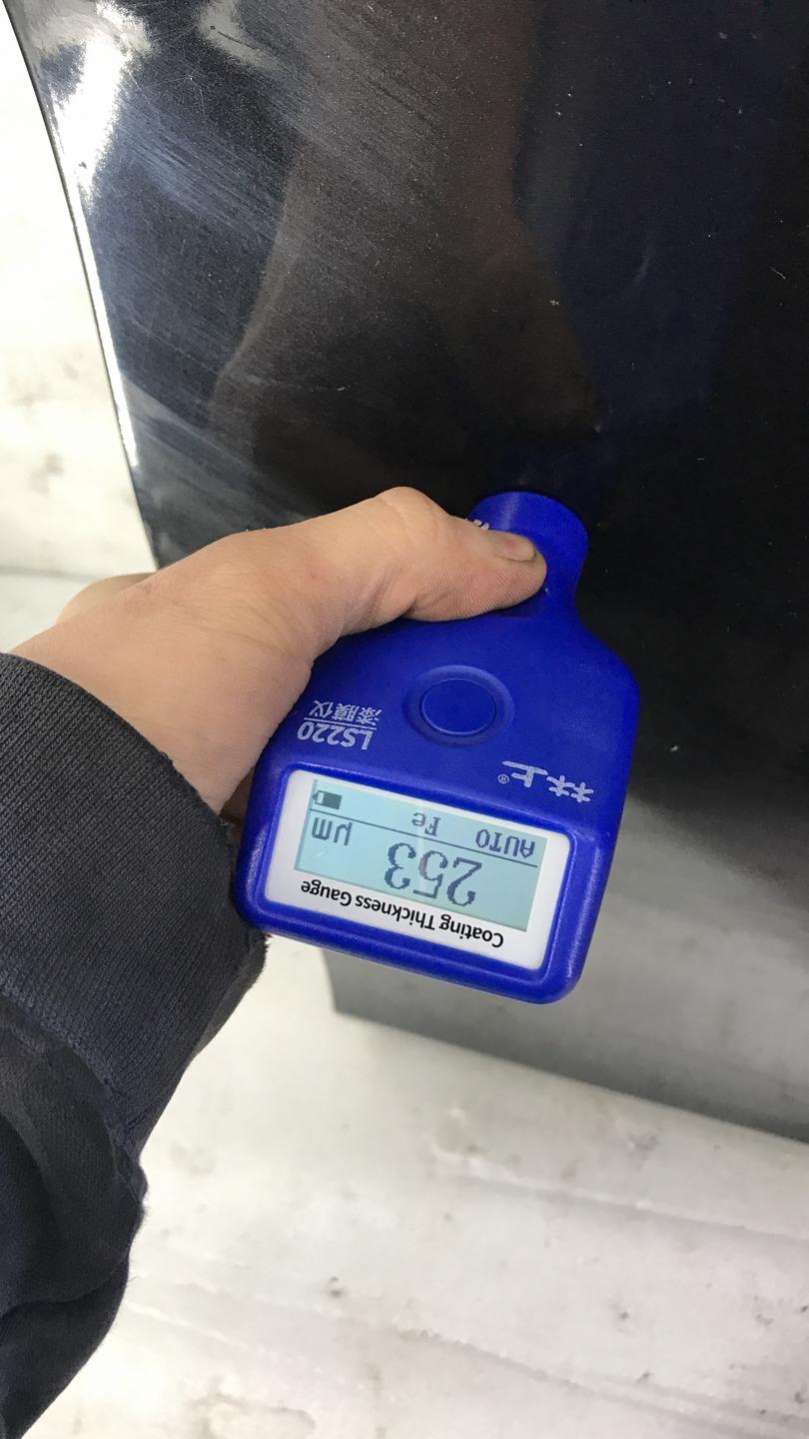 Coating Thickness Gauge
253 μm
AUTO Fe
林上®
LS220
漆膜仪